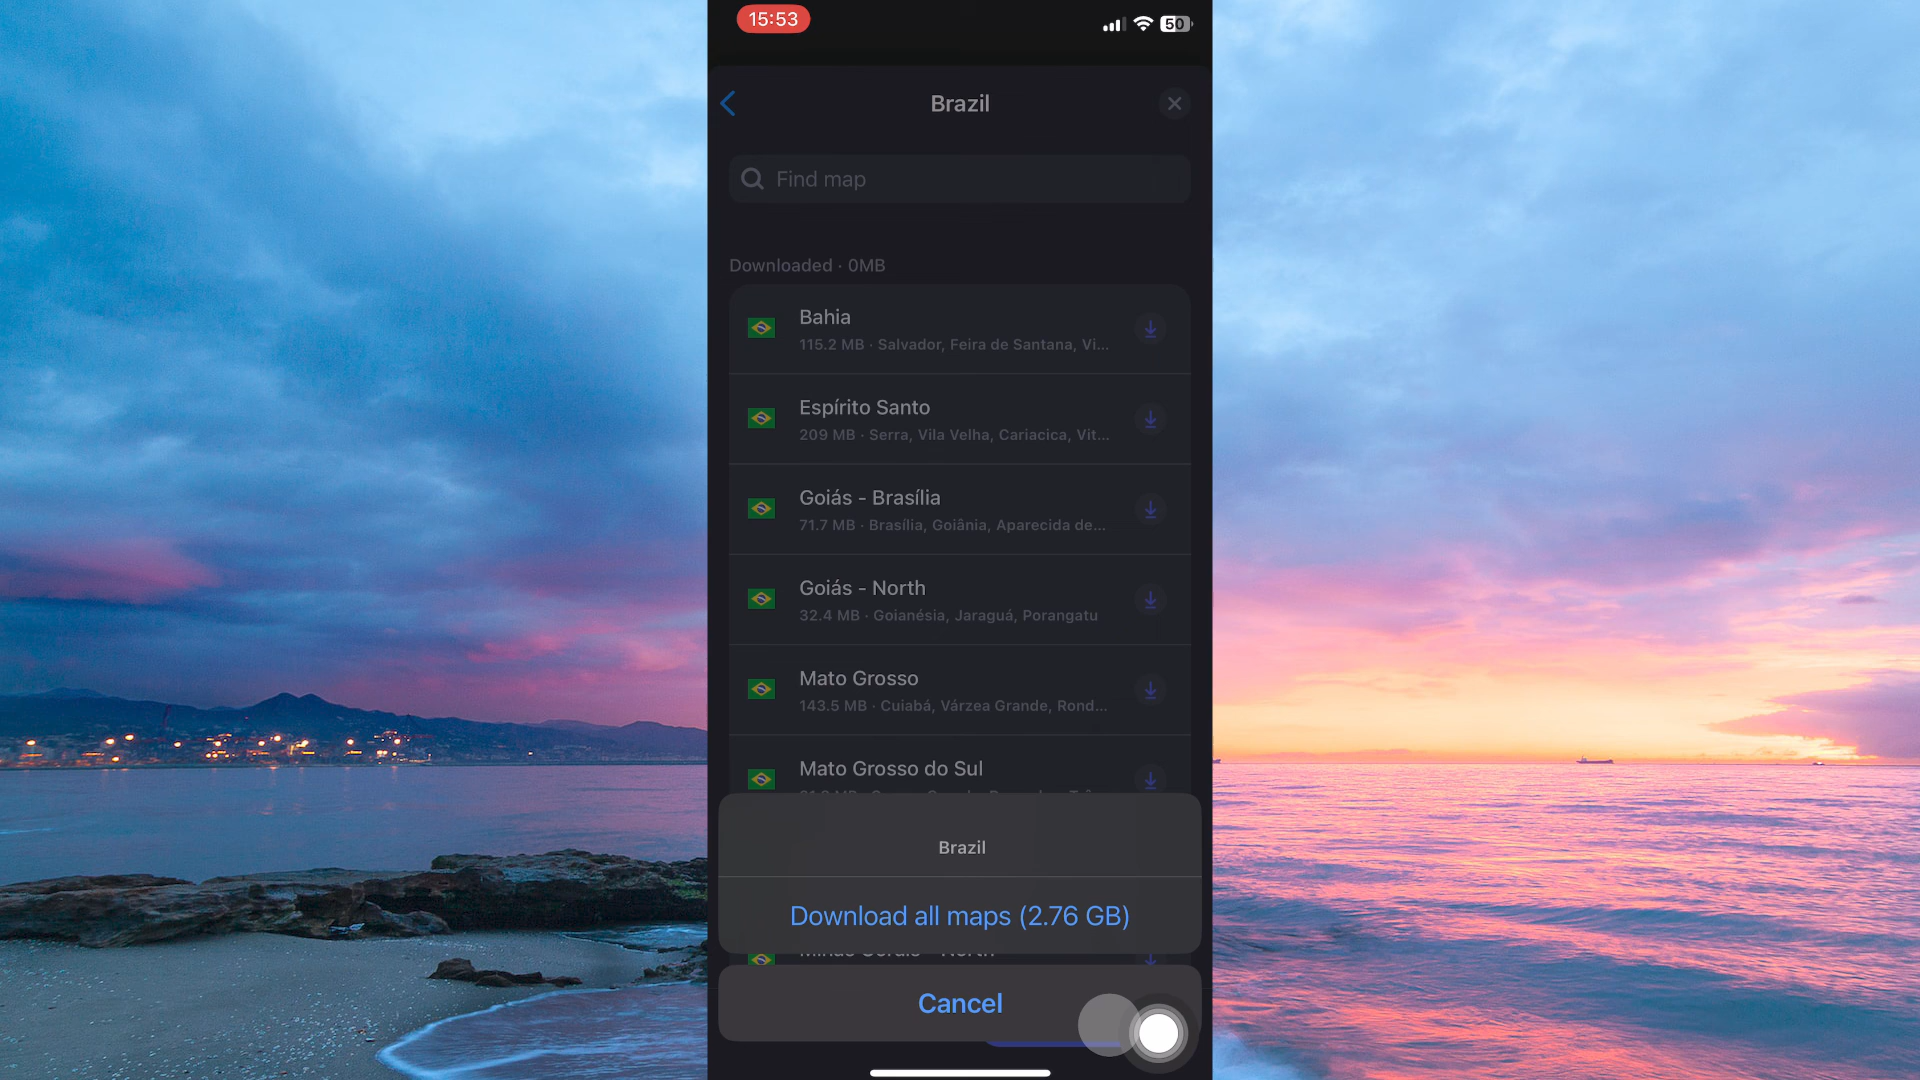 15:53
50
Brazil
Find map
Downloaded · 0MB
Bahia
115.2 MB · Salvador, Feira de Santana, Vi...
Espírito Santo
209 MB · Serra, Vila Velha, Cariacica, Vit...
Goiás - Brasília
71.7 MB · Brasília, Goiânia, Aparecida de...
Goiás - North
32.4 MB · Goianésia, Jaraguá, Porangatu
Mato Grosso
143.5 MB · Cuiabá, Várzea Grande, Rond...
Mato Grosso do Sul
Brazil
Download all maps (2.76 GB)
Minas Gerais - North
Cancel